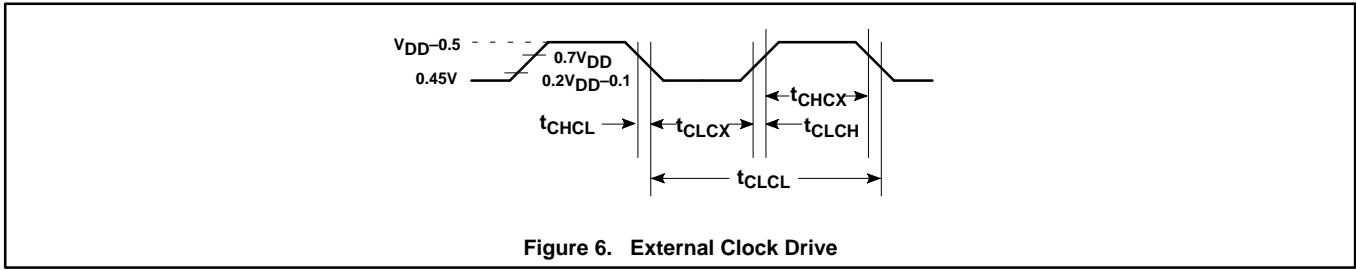 VDD–0.5
0.7VDD
0.45V
0.2VDD–0.1
tCHCX
tCHCL
tCLCX
tCLCH
tCLCL
Figure 6. External Clock Drive